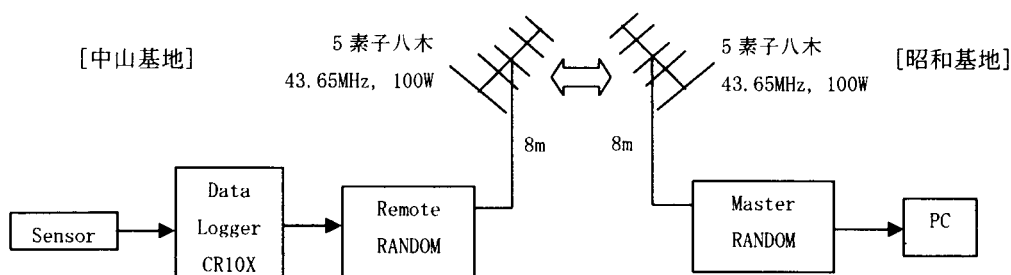 [中山基地]
5 素子八木
43.65MHz, 100W
5 素子八木
43.65MHz, 100W
[昭和基地]
8m
8m
Sensor
Data
Logger
CR10X
Remote
RANDOM
Master
RANDOM
PC